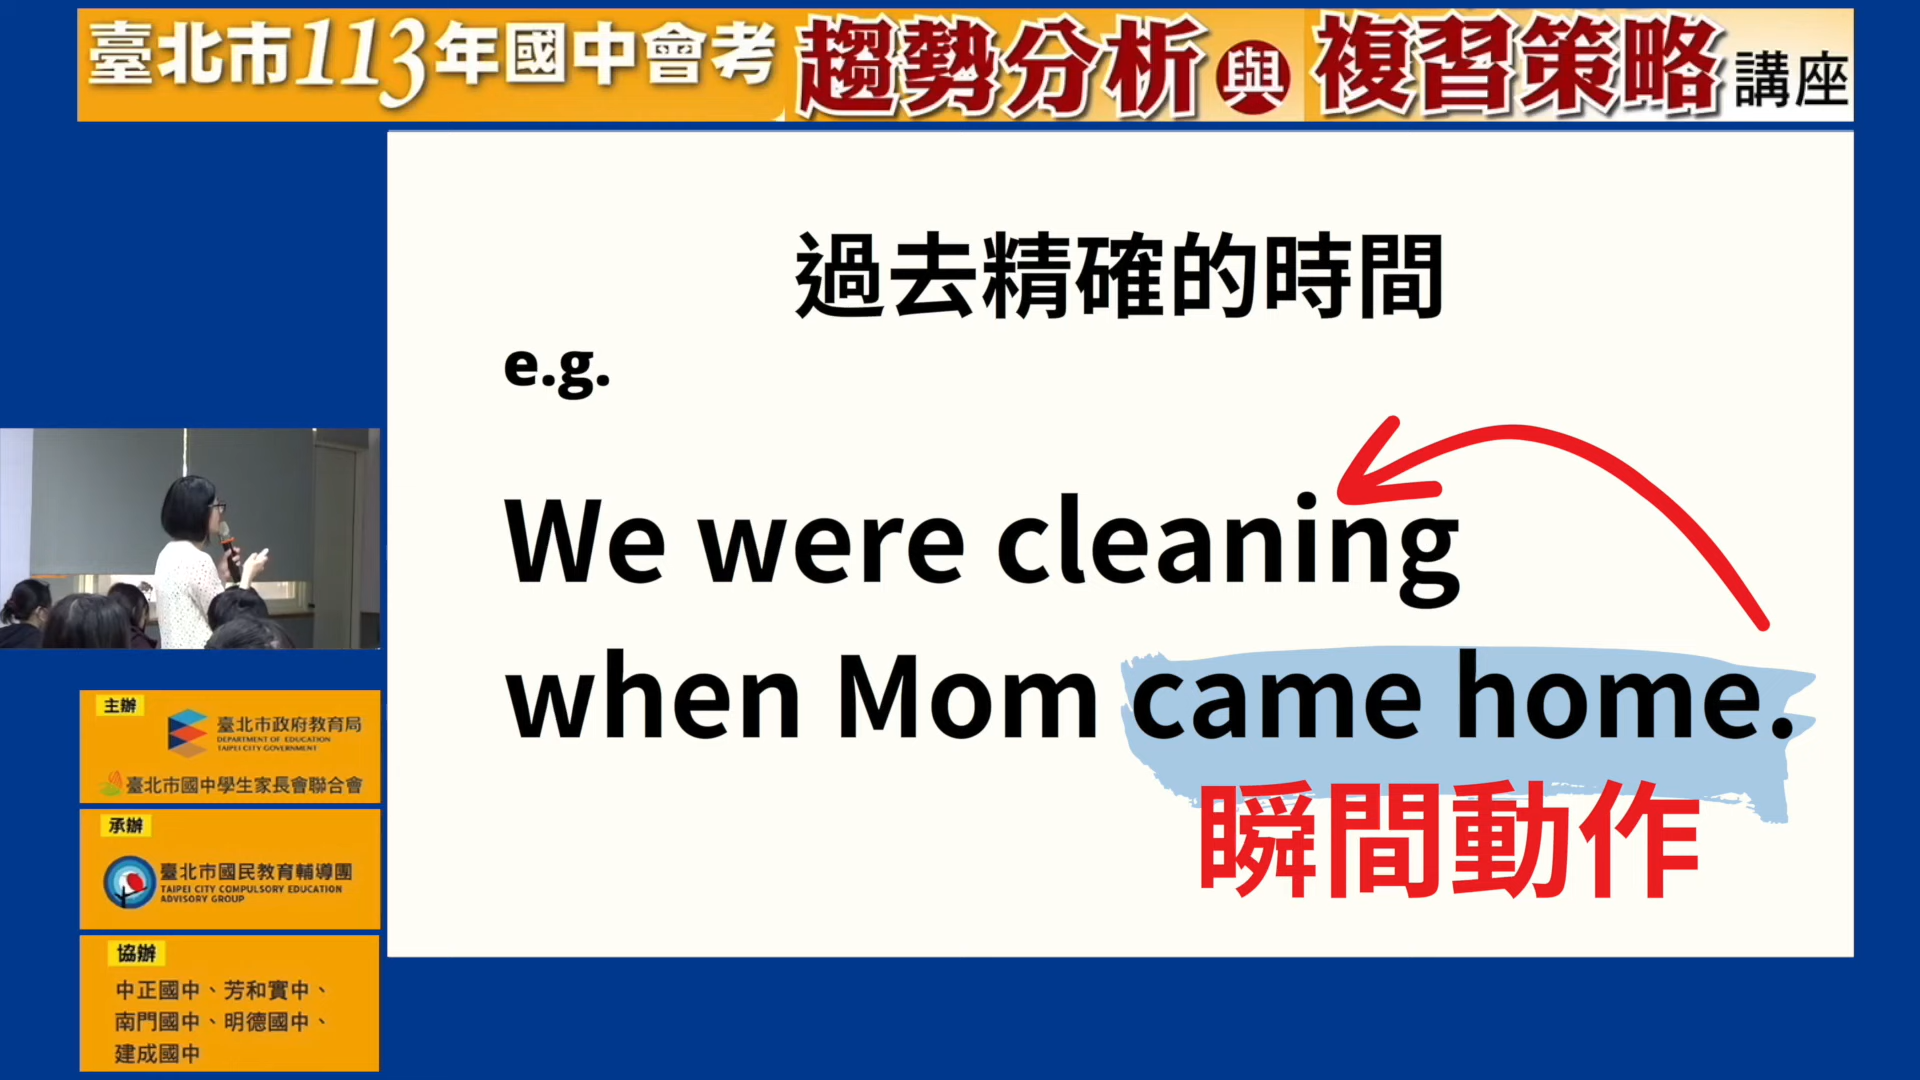 臺北市113年國中會考 趨勢分析與複習策略 講座
過去精確的時間
e.g.
We were cleaning
when Mom came home.
瞬間動作
主辦
臺北市政府教育局
DEPARTMENT OF EDUCATION
TAIPEI CITY GOVERNMENT
臺北市國中學生家長會聯合會
承辦
臺北市國民教育輔導團
TAIPEI CITY COMPULSORY EDUCATION
ADVISORY GROUP
協辦
中正國中、芳和實中、
南門國中、明德國中、
建成國中